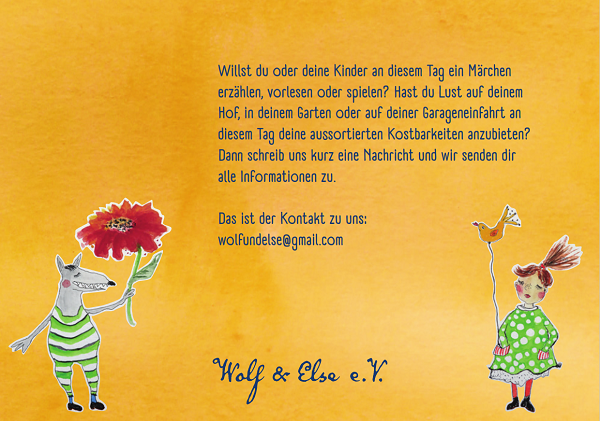 Willst du oder deine Kinder an diesem Tag ein Märchen
erzählen, vorlesen oder spielen? Hast du Lust auf deinem
Hof, in deinem Garten oder auf deiner Garageneinfahrt an
diesem Tag deine aussortierten Kostbarkeiten anzubieten?
Dann schreib uns kurz eine Nachricht und wir senden dir
alle Informationen zu.
Das ist der Kontakt zu uns:
wolfundelse@gmail.com
Wolf & Else e.V.